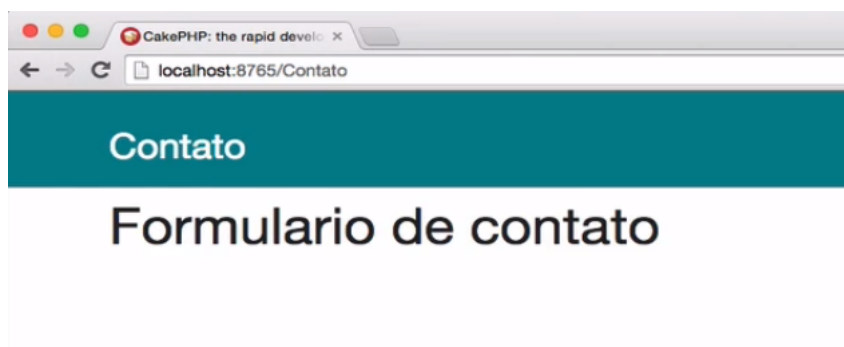 CakePHP: the rapid develo
localhost:8765/Contato
Contato
Formulario de contato